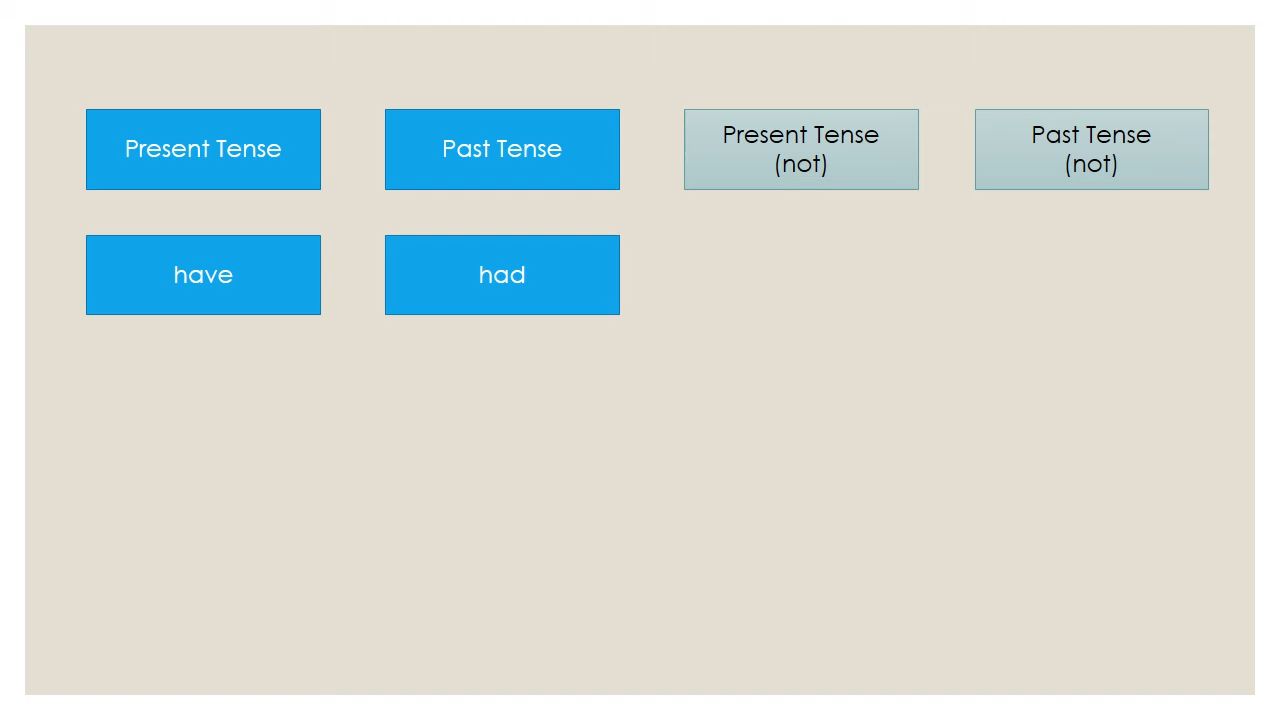 Present Tense
Past Tense
Present Tense
(not)
Past Tense
(not)
have
had